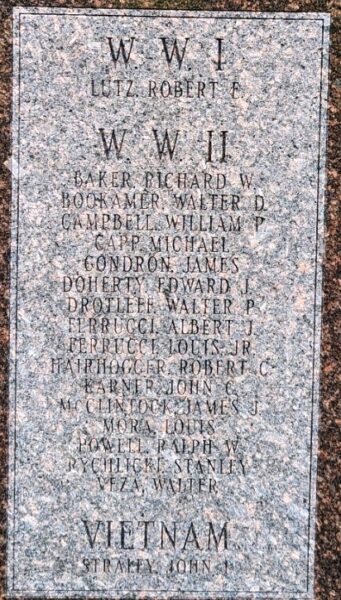 W W I
LUTZ, ROBERT F.
W W II
BAKER, RICHARD W.
BOOKAMER, WALTER D.
CAMPBELL, WILLIAM P.
CAPP, MICHAEL
CONDRON, JAMES
DOHERTY, EDWARD J.
DROTLEFF, WALTER P.
FERRUCCI, ALBERT J.
FERRUCCI, LOUIS, JR.
HAIRHOGGER, ROBERT C.
KARNER, JOHN C.
McCLINTOCK, JAMES J.
MORA, LOUIS
POWELL, RALPH W.
RYCHLICKI, STANLEY
VEZA, WALTER
VIETNAM
JOHN